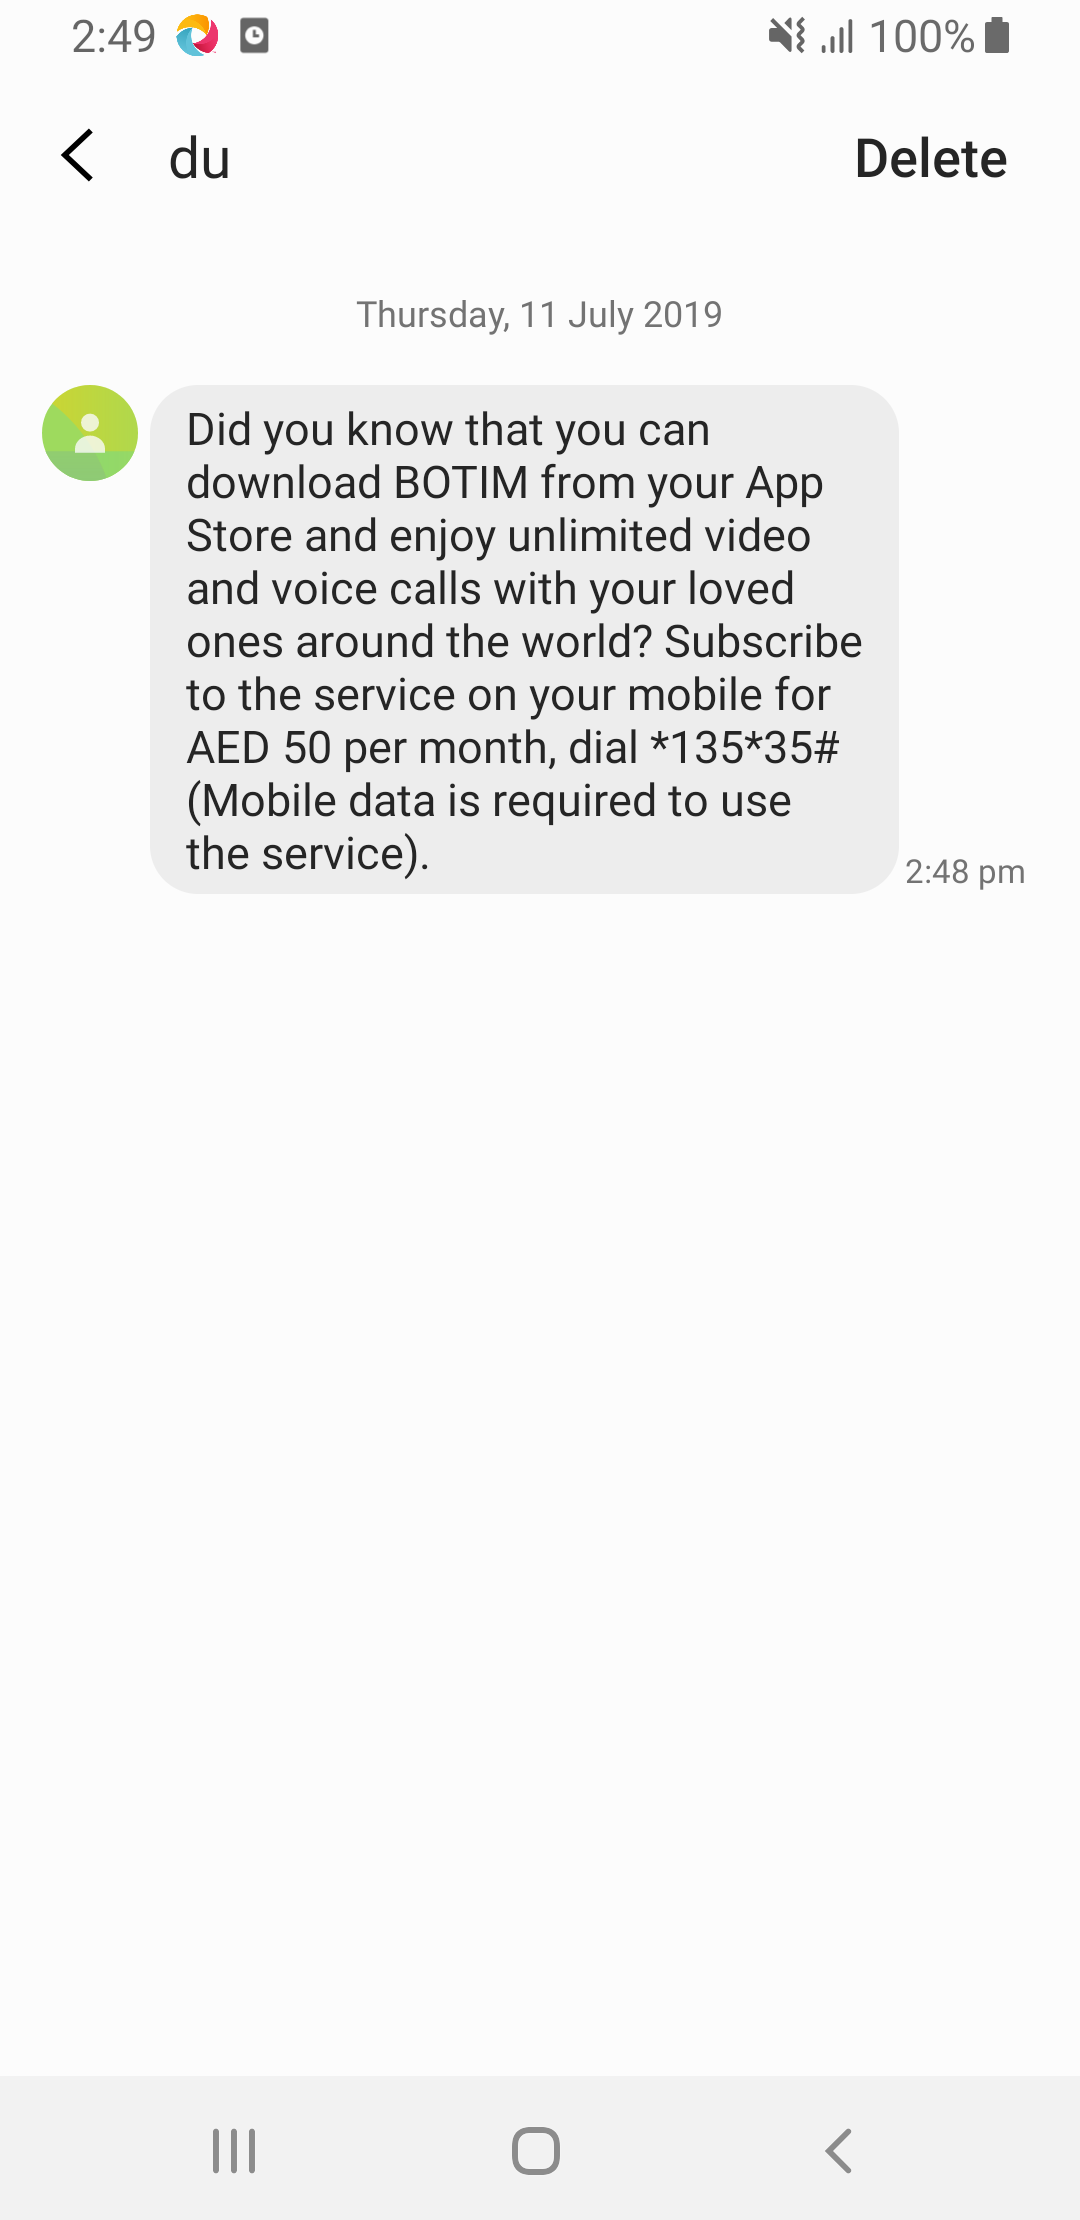 2:49
100%
du
Delete
Thursday, 11 July 2019
Did you know that you can
download BOTIM from your App
Store and enjoy unlimited video
and voice calls with your loved
ones around the world? Subscribe
to the service on your mobile for
AED 50 per month, dial *135*35#
(Mobile data is required to use
the service).
2:48 pm